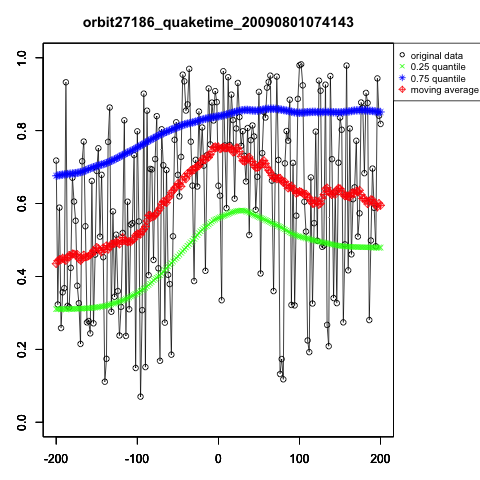 orbit27186_quaketime_20090801074143
original data
0.25 quantile
0.75 quantile
moving average
1.0
0.8
0.6
0.4
0.2
0.0
-200 -100 0 100 200